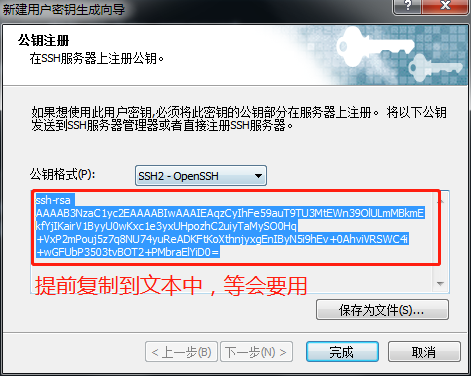 新建用户密钥生成向导
公钥注册
在SSH服务器上注册公钥。
如果想使用此用户密钥,必须将此密钥的公钥部分在服务器上注册。 将以下公钥
发送到SSH服务器管理器或者直接注册SSH服务器。
公钥格式(P):
SSH2 - OpenSSH
ssh-rsa
AAAAB3NzaC1yc2EAAAABIwAAAIEAqzCyIhFe59auT9TU3MtEWn39OlULmMBkmE
kfYjIKairV1ByyU0wKxc1e3yxUHpozhC2uiyTaMySO0Hq
+VxP2mPouj5z7q8NU74yuReADKFtKoXthnjyxgEnIByN5i9hEv+0AhviVRSWC4i
+wGFUbP3503tvBOT2+PMbraElYiD0=
提前复制到文本中，等会要用
保存为文件(S)...
< 上一步(B)
下一步(N) >
完成
取消